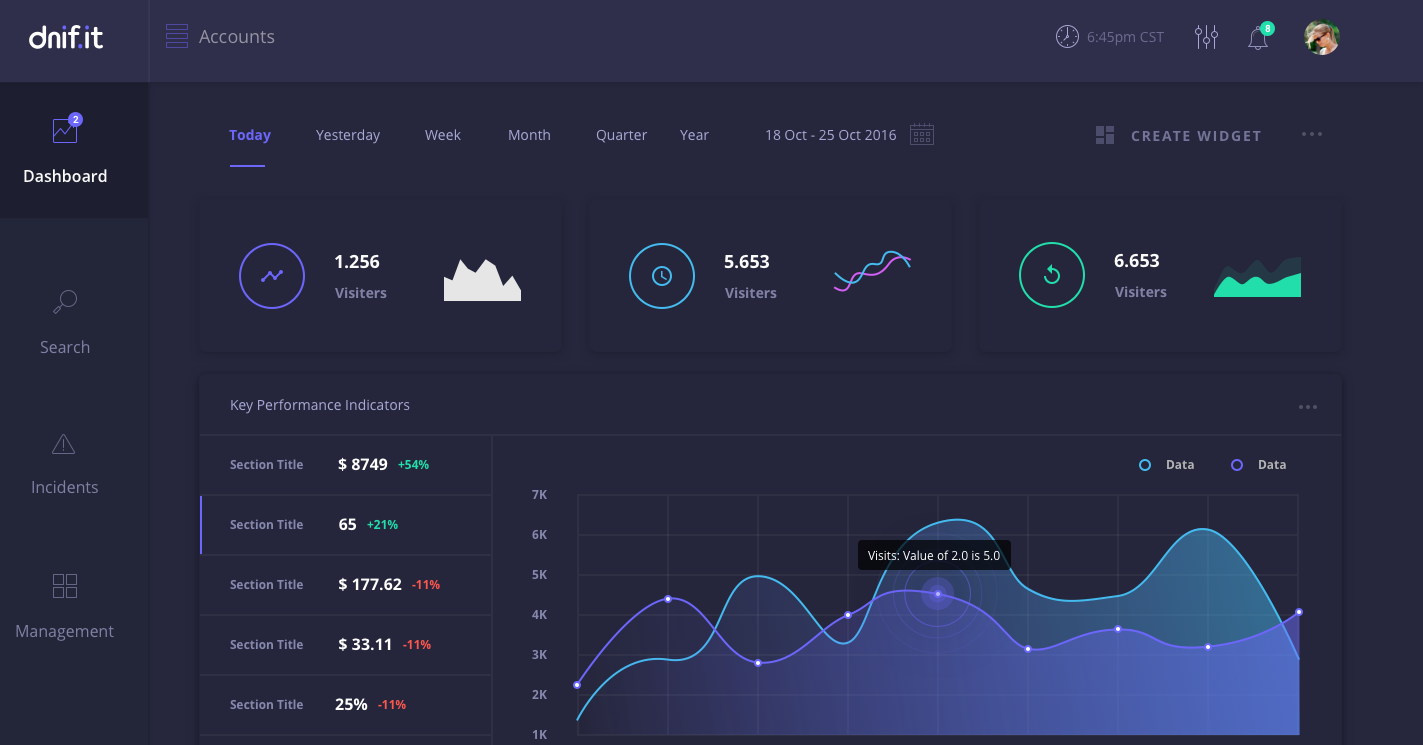 dnif.it
Accounts
6:45pm CST
8
2
Dashboard
Search
Incidents
Management
Today Yesterday Week Month Quarter Year 18 Oct - 25 Oct 2016 CREATE WIDGET
1.256
Visiters
5.653
Visiters
6.653
Visiters
Key Performance Indicators
Section Title $ 8749 +54%
Section Title 65 +21%
Section Title $ 177.62 -11%
Section Title $ 33.11 -11%
Section Title 25% -11%
Data Data
7K
6K
5K
4K
3K
2K
1K
Visits: Value of 2.0 is 5.0